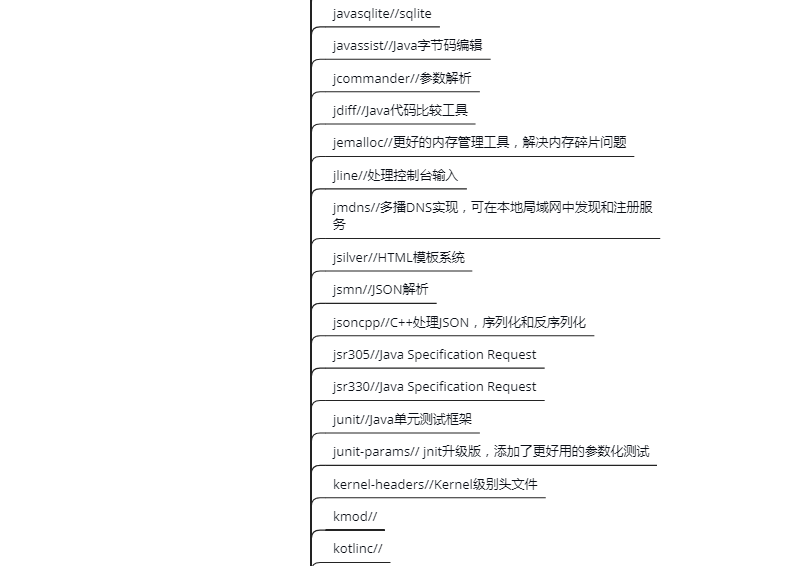 javasqlite//sqlite
javassist//Java字节码编辑
jcommander//参数解析
jdiff//Java代码比较工具
jemalloc//更好的内存管理工具，解决内存碎片问题
jline//处理控制台输入
jmdns//多播DNS实现，可在本地局域网中发现和注册服
务
jsilver//HTML模板系统
jsmn//JSON解析
jsoncpp//C++处理JSON，序列化和反序列化
jsr305//Java Specification Request
jsr330//Java Specification Request
junit//Java单元测试框架
junit-params// jnit升级版，添加了更好用的参数化测试
kernel-headers//Kernel级别头文件
kmod//
kotlinc//